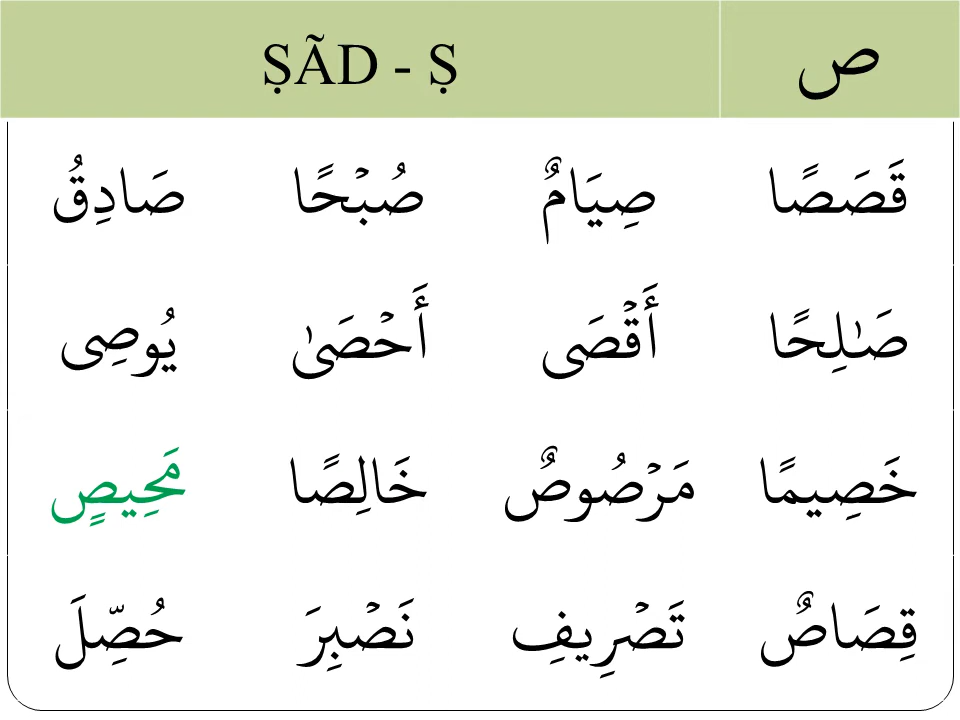 ص ṢÃD - Ṣ
قَصَصًا صِيَامٌ صُبۡحًا صَادِقُ
صَـٰلِحًا أَقۡصَى أَحۡصَىٰ يُوصِى
خَصِيمًا مَرۡصُوصٌ خَالِصًا مَحِيصٍ
قِصَاصٌ تَصۡرِيفِ نَصۡبِرَ حُصِّلَ